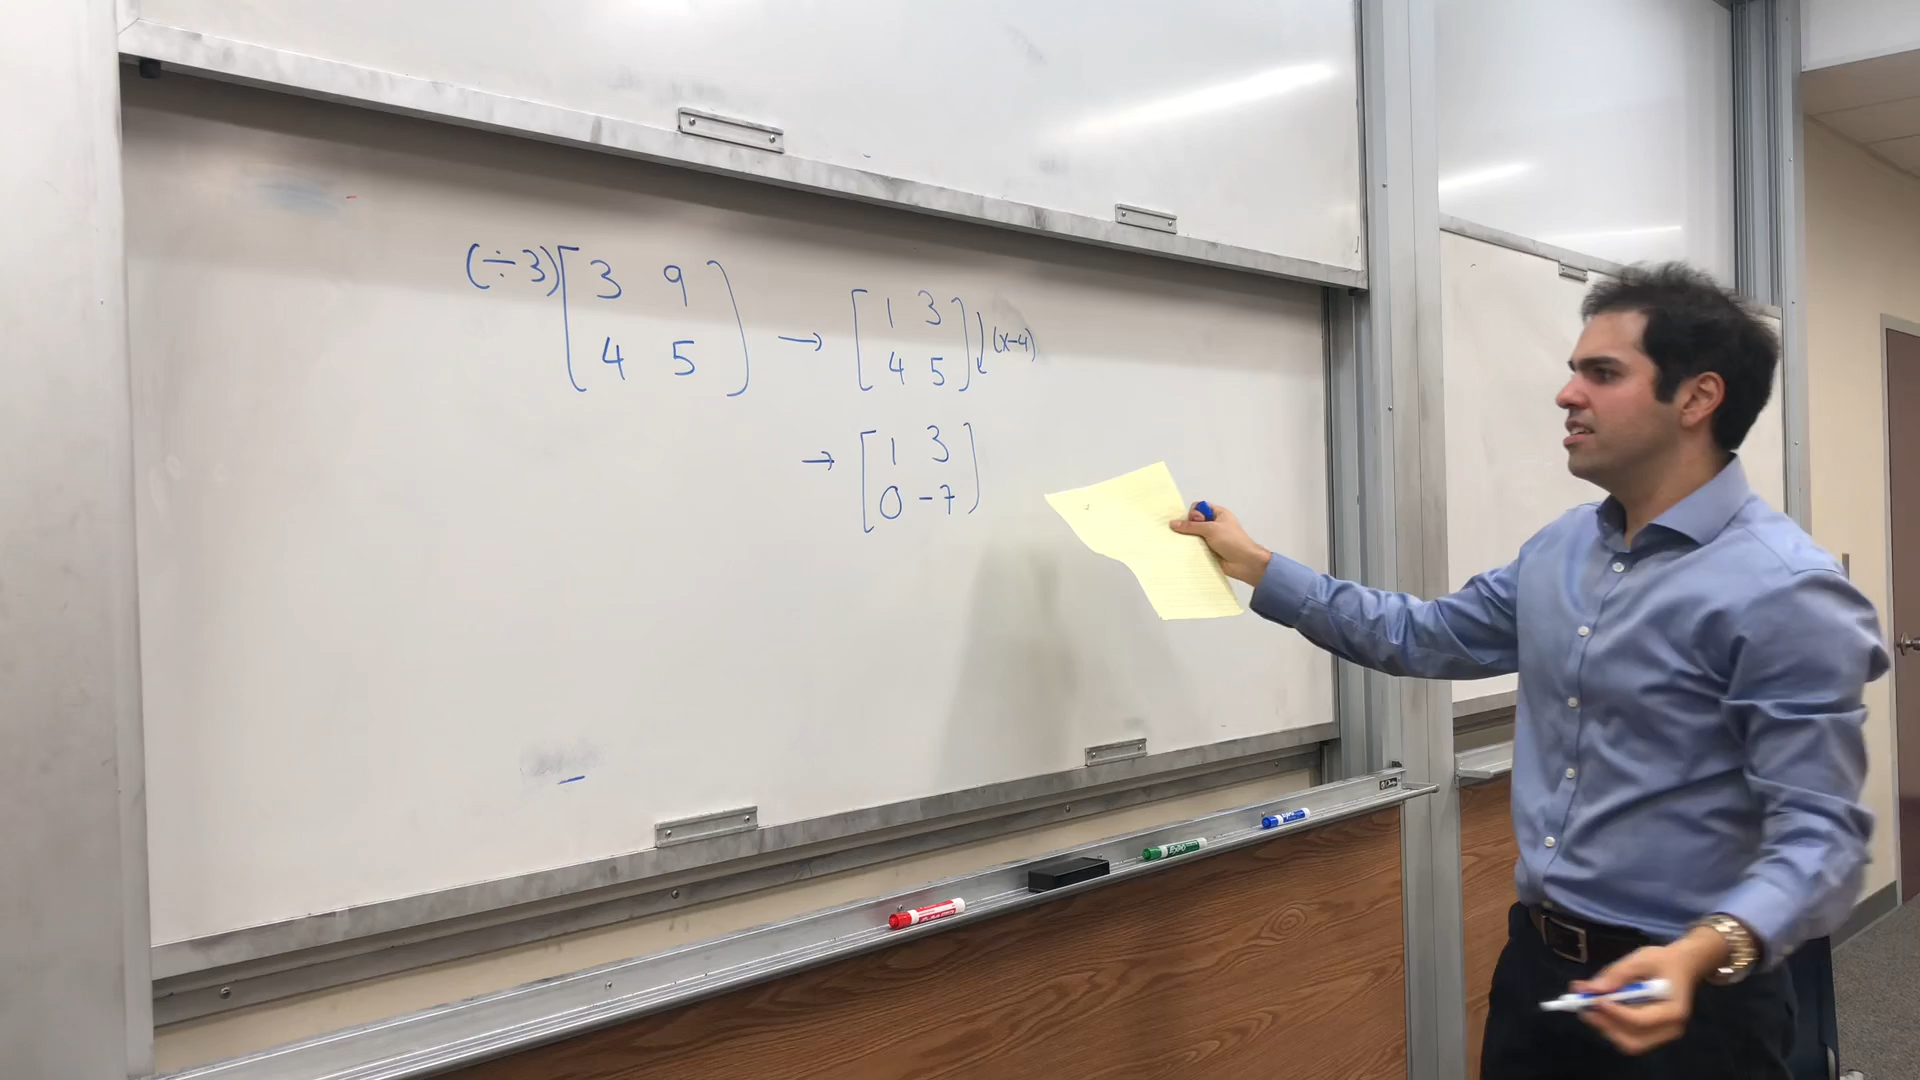 (÷3) [3 9
4 5] → [1 3
4 5] ↓ (x-4)
→ [1 3
0 -7]
EXPO